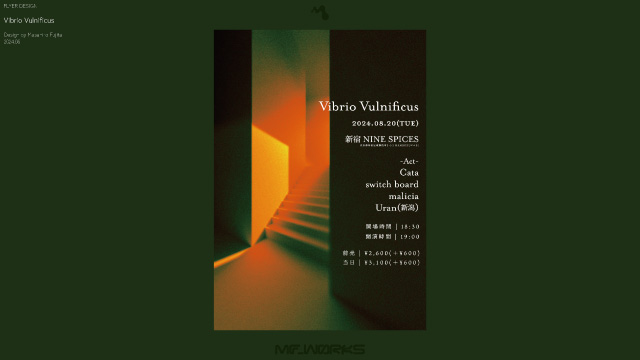 FLYER DESIGN
Vibrio Vulnificus
2024.06
Vibrio Vulnificus
2024.08.20(TUE)
新宿 NINE SPICES
-Act-
Cata
switch board
malicia
Uran(新潟)
開場時間 | 18:30
開演時間 | 19:00
前売 | ¥2,600(+¥600)
当日 | ¥3,100(+¥600)